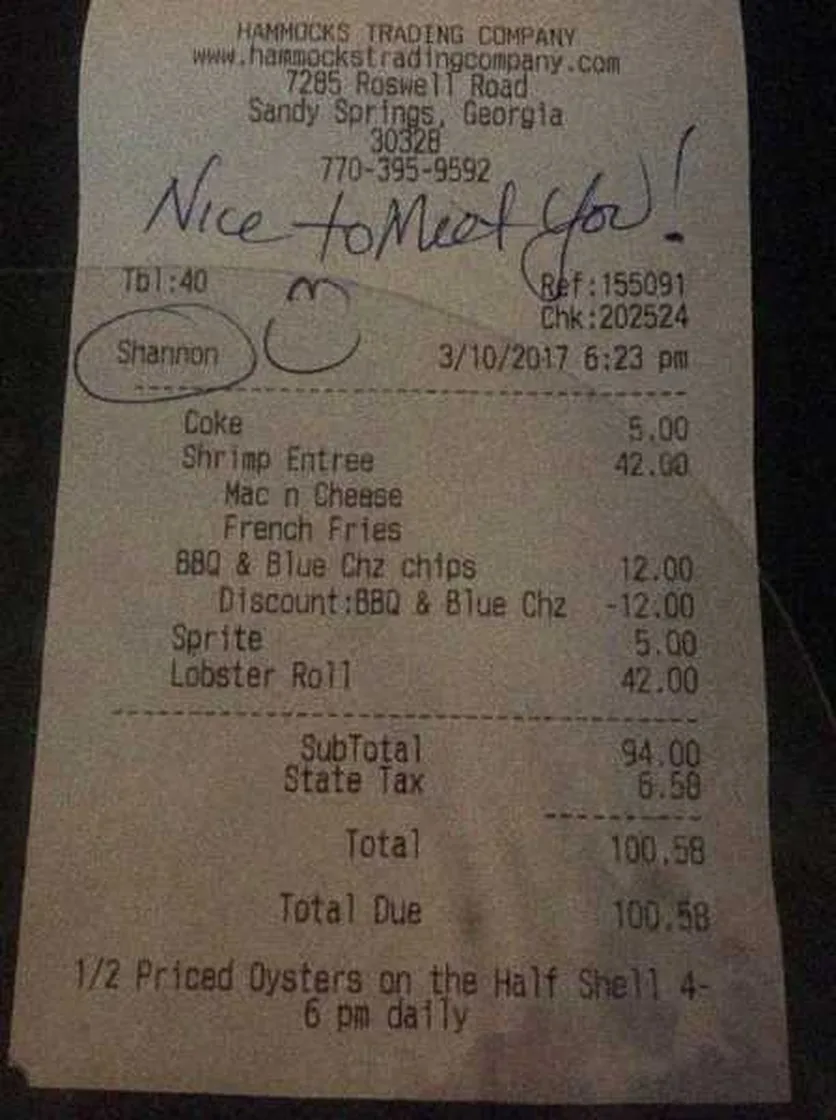 HAMMOCKS TRADING COMPANY
www.hammockstradingcompany.com
7285 Roswell Road
Sandy Springs, Georgia
30328
770-395-9592
Nice to Meet You!
Tbl:40 Ref:155091
Chk:202524
Shannon 3/10/2017 6:23 pm
Coke 5.00
Shrimp Entree 42.00
Mac n Cheese
French Fries
BBQ & Blue Chz chips 12.00
Discount:BBQ & Blue Chz -12.00
Sprite 5.00
Lobster Roll 42.00
SubTotal 94.00
State Tax 6.58
Total 100.58
Total Due 100.58
1/2 Priced Oysters on the Half Shell 4-
6 pm daily